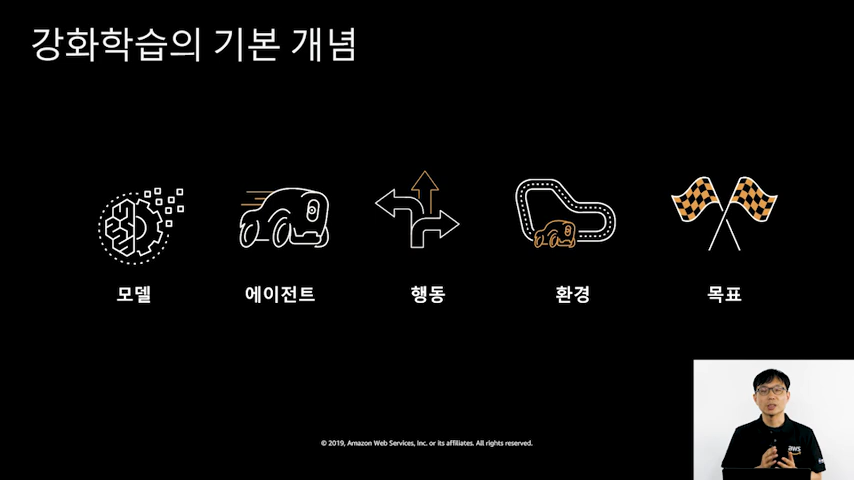 강화학습의 기본 개념
모델
에이전트
행동
환경
목표
© 2019, Amazon Web Services, Inc. or its affiliates. All rights reserved.
aws